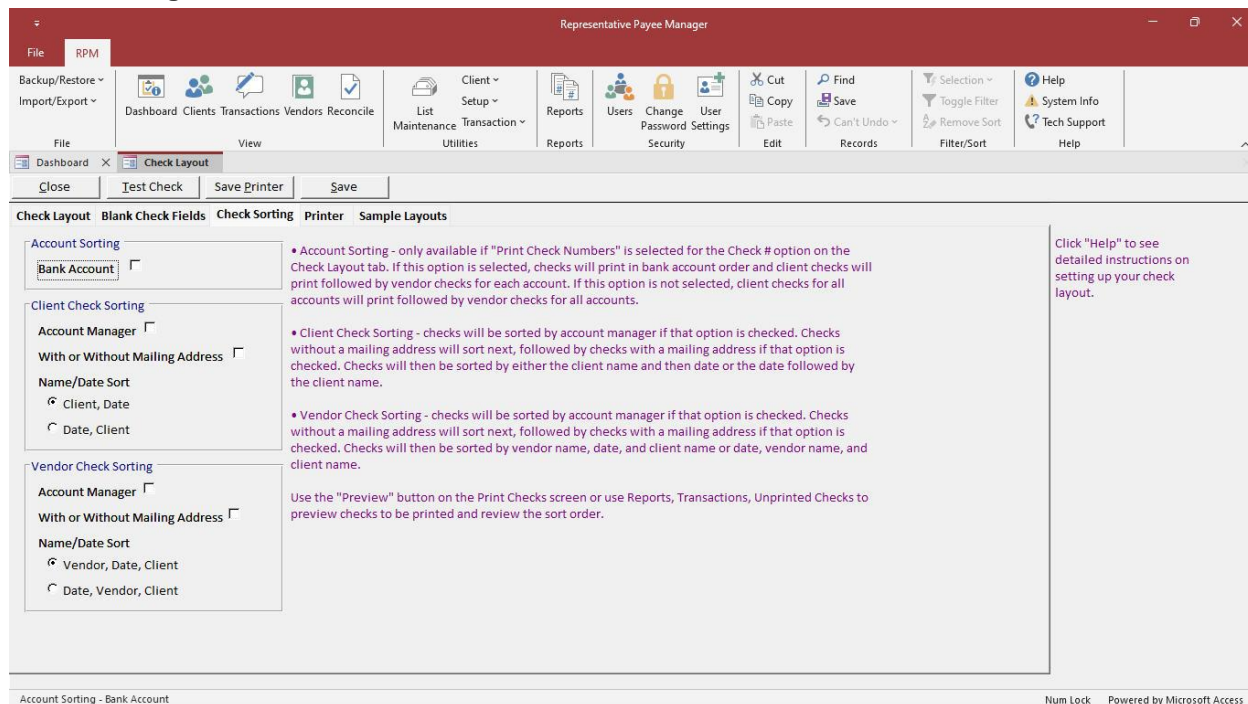 Representative Payee Manager
File RPM
Backup/Restore
Import/Export
File
Dashboard Clients Transactions Vendors Reconcile
View
List Maintenance
Client
Setup
Transaction
Utilities
Reports
Reports
Users Change Password User Settings
Security
Cut
Copy
Paste
Edit
Find
Save
Can't Undo
Records
Selection
Toggle Filter
Remove Sort
Filter/Sort
Help
System Info
Tech Support
Help
Dashboard X Check Layout
Close Test Check Save Printer Save
Check Layout Blank Check Fields Check Sorting Printer Sample Layouts
Account Sorting
Bank Account
Client Check Sorting
Account Manager
With or Without Mailing Address
Name/Date Sort
Client, Date
Date, Client
Vendor Check Sorting
Account Manager
With or Without Mailing Address
Name/Date Sort
Vendor, Date, Client
Date, Vendor, Client
• Account Sorting - only available if "Print Check Numbers" is selected for the Check # option on the
Check Layout tab. If this option is selected, checks will print in bank account order and client checks will
print followed by vendor checks for each account. If this option is not selected, client checks for all
accounts will print followed by vendor checks for all accounts.
• Client Check Sorting - checks will be sorted by account manager if that option is checked. Checks
without a mailing address will sort next, followed by checks with a mailing address if that option is
checked. Checks will then be sorted by either the client name and then date or the date followed by
the client name.
• Vendor Check Sorting - checks will be sorted by account manager if that option is checked. Checks
without a mailing address will sort next, followed by checks with a mailing address if that option is
checked. Checks will then be sorted by vendor name, date, and client name or date, vendor name, and
client name.
Use the "Preview" button on the Print Checks screen or use Reports, Transactions, Unprinted Checks to
preview checks to be printed and review the sort order.
Click "Help" to see
detailed instructions on
setting up your check
layout.
Account Sorting - Bank Account
Num Lock Powered by Microsoft Access